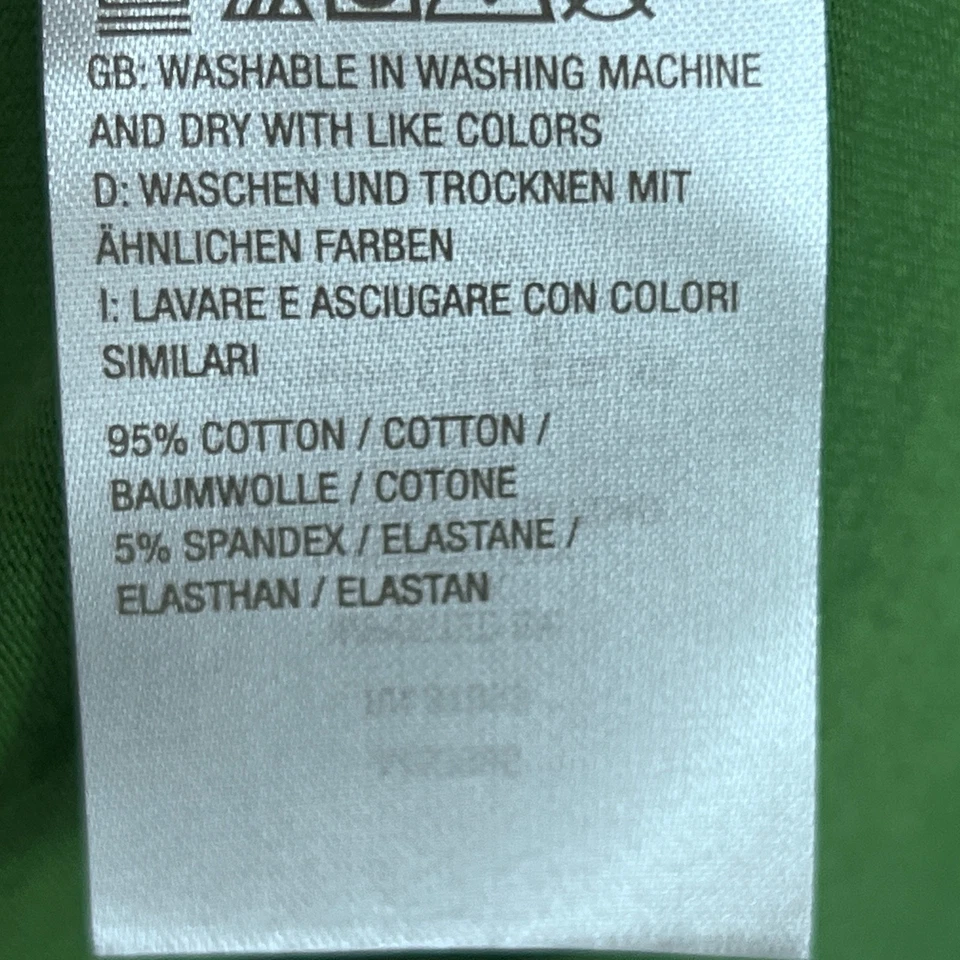 GB: WASHABLE IN WASHING MACHINE
AND DRY WITH LIKE COLORS
D: WASCHEN UND TROCKNEN MIT
ÄHNLICHEN FARBEN
I: LAVARE E ASCIUGARE CON COLORI
SIMILARI
95% COTTON / COTTON /
BAUMWOLLE / COTONE
5% SPANDEX / ELASTANE /
ELASTHAN / ELASTAN